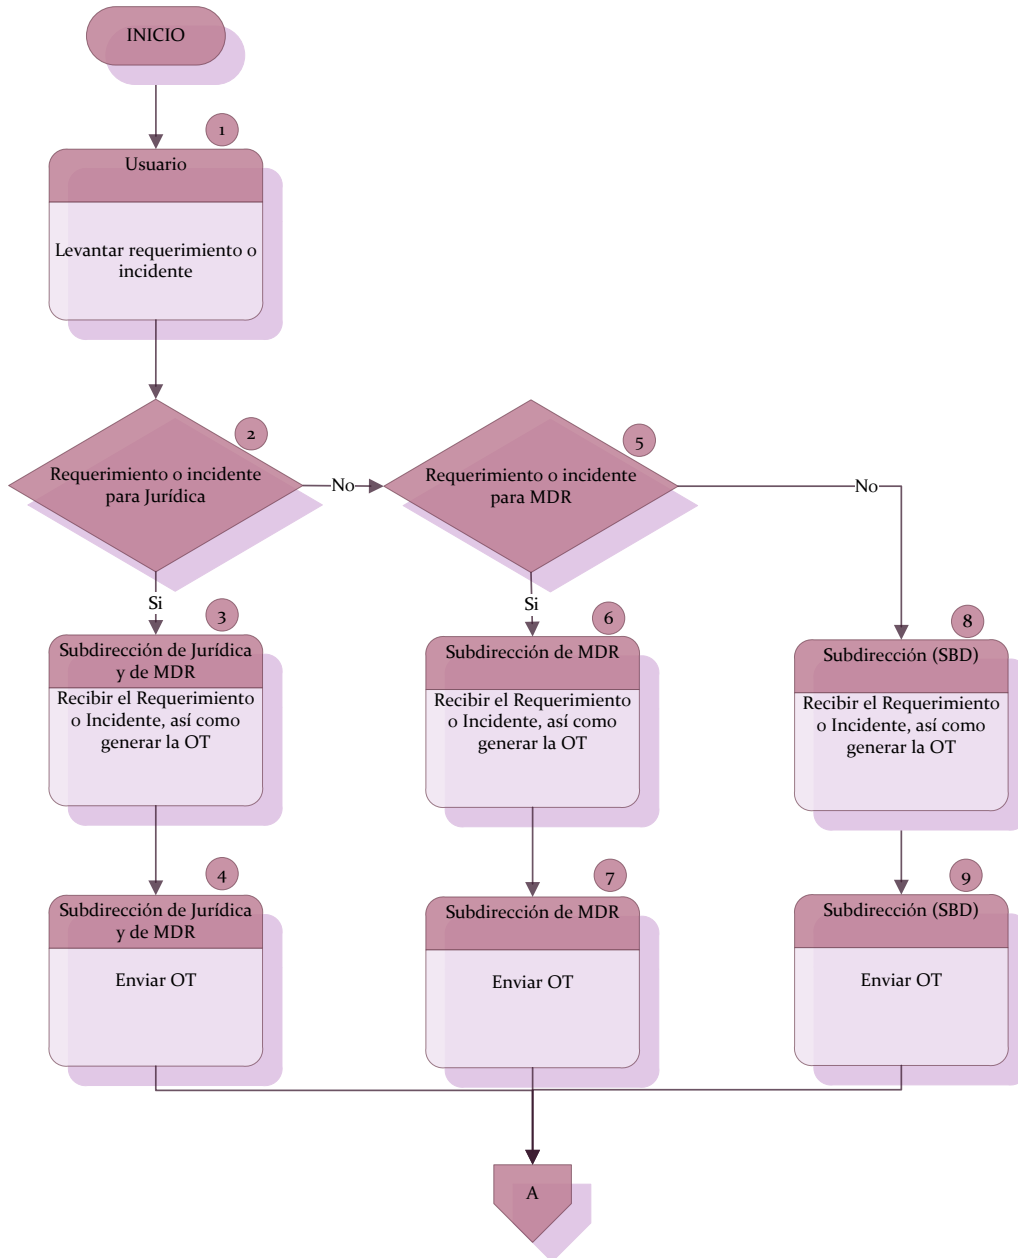 INICIO
1
Usuario
Levantar requerimiento o
incidente
2
Requerimiento o incidente
para Jurídica
No
5
Requerimiento o incidente
para MDR
No
Si
Si
3
Subdirección de Jurídica
y de MDR
Recibir el Requerimiento
o Incidente, así como
generar la OT
6
Subdirección de MDR
Recibir el Requerimiento
o Incidente, así como
generar la OT
8
Subdirección (SBD)
Recibir el Requerimiento
o Incidente, así como
generar la OT
4
Subdirección de Jurídica
y de MDR
Enviar OT
7
Subdirección de MDR
Enviar OT
9
Subdirección (SBD)
Enviar OT
A